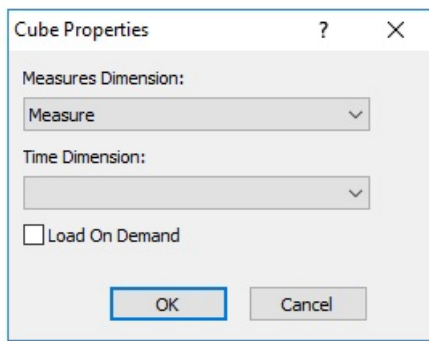 Cube Properties ?
Measures Dimension:
Measure
Time Dimension:
Load On Demand
OK Cancel